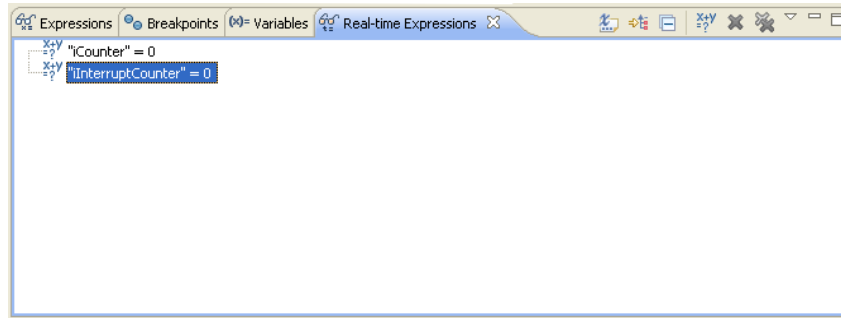 Expressions Breakpoints (x)= Variables Real-time Expressions
X+Y =? "iCounter" = 0
X+Y =? "iInterruptCounter" = 0